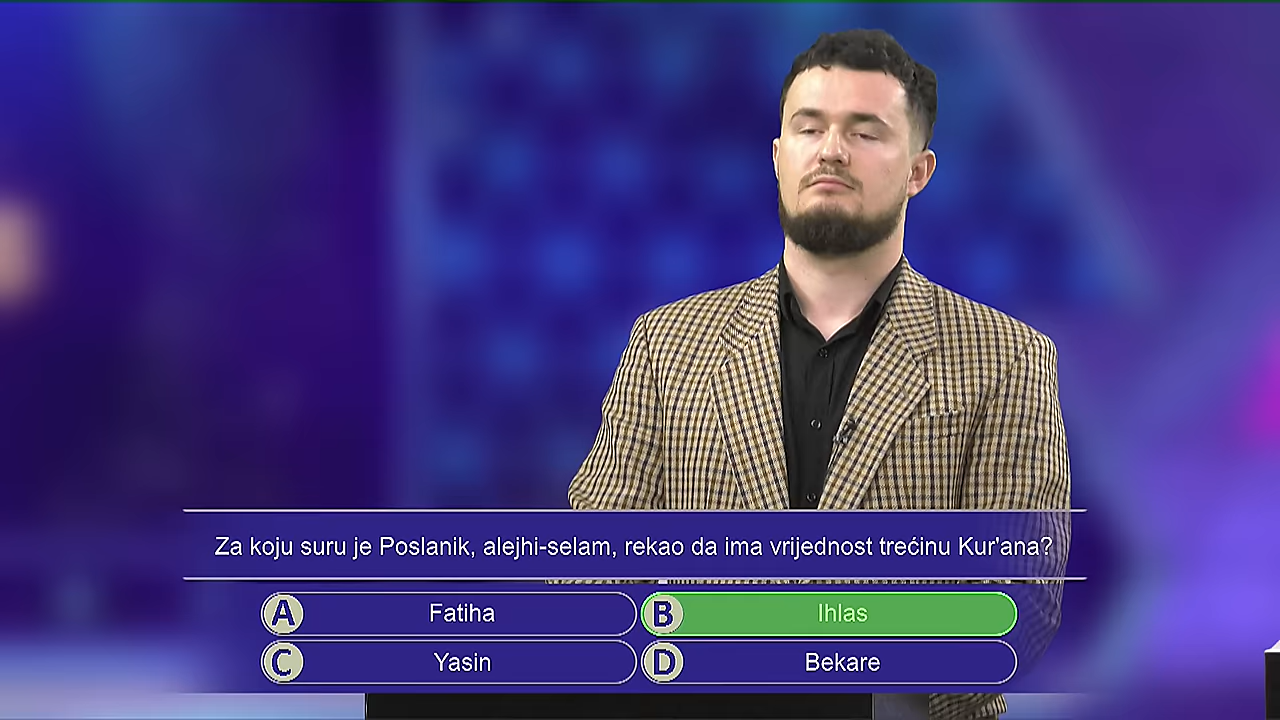 Za koju suru je Poslanik, alejhi-selam, rekao da ima vrijednost trećinu Kur'ana?
A Fatiha
B Ihlas
C Yasin
D Bekare